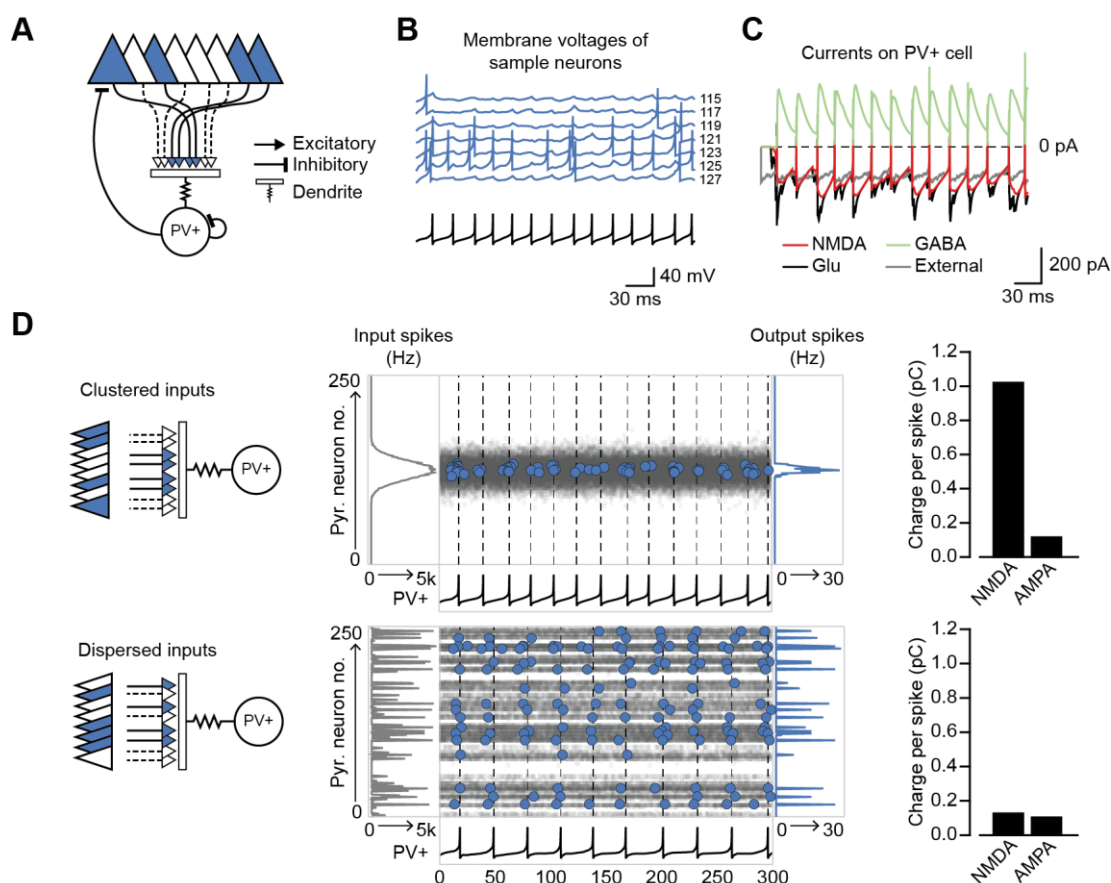 A
Excitatory
Inhibitory
Dendrite
PV+
B
Membrane voltages of
sample neurons
115
117
119
121
123
125
127
40 mV
30 ms
C
Currents on PV+ cell
0 pA
NMDA
GABA
Glu
External
200 pA
30 ms
D
Clustered inputs
PV+
Input spikes
(Hz)
Output spikes
(Hz)
250
Pyr. neuron no.
0
0
5k
0
30
PV+
1.2
1.0
0.8
0.6
0.4
0.2
0.0
Charge per spike (pC)
NMDA
AMPA
Dispersed inputs
PV+
250
Pyr. neuron no.
0
0
5k
0
30
PV+
0
50
100
150
200
250
300
1.2
1.0
0.8
0.6
0.4
0.2
0.0
Charge per spike (pC)
NMDA
AMPA